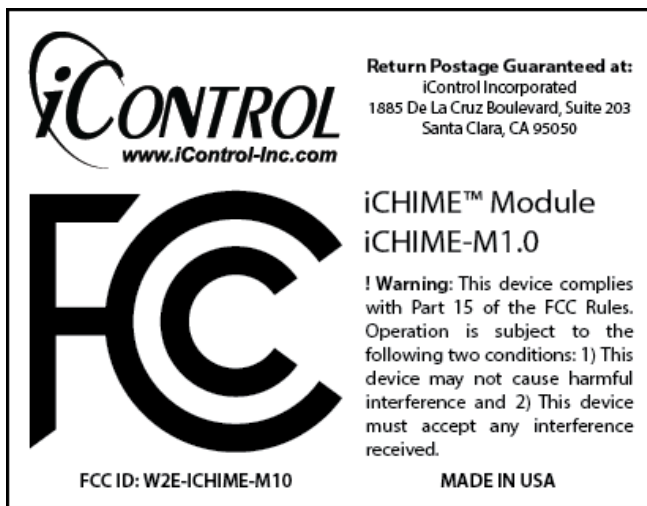 iCONTROL
www.iControl-Inc.com
Return Postage Guaranteed at:
iControl Incorporated
1885 De La Cruz Boulevard, Suite 203
Santa Clara, CA 95050
FCC
iCHIME™ Module
iCHIME-M1.0
! Warning: This device complies
with Part 15 of the FCC Rules.
Operation is subject to the
following two conditions: 1) This
device may not cause harmful
interference and 2) This device
must accept any interference
received.
FCC ID: W2E-ICHIME-M10
MADE IN USA